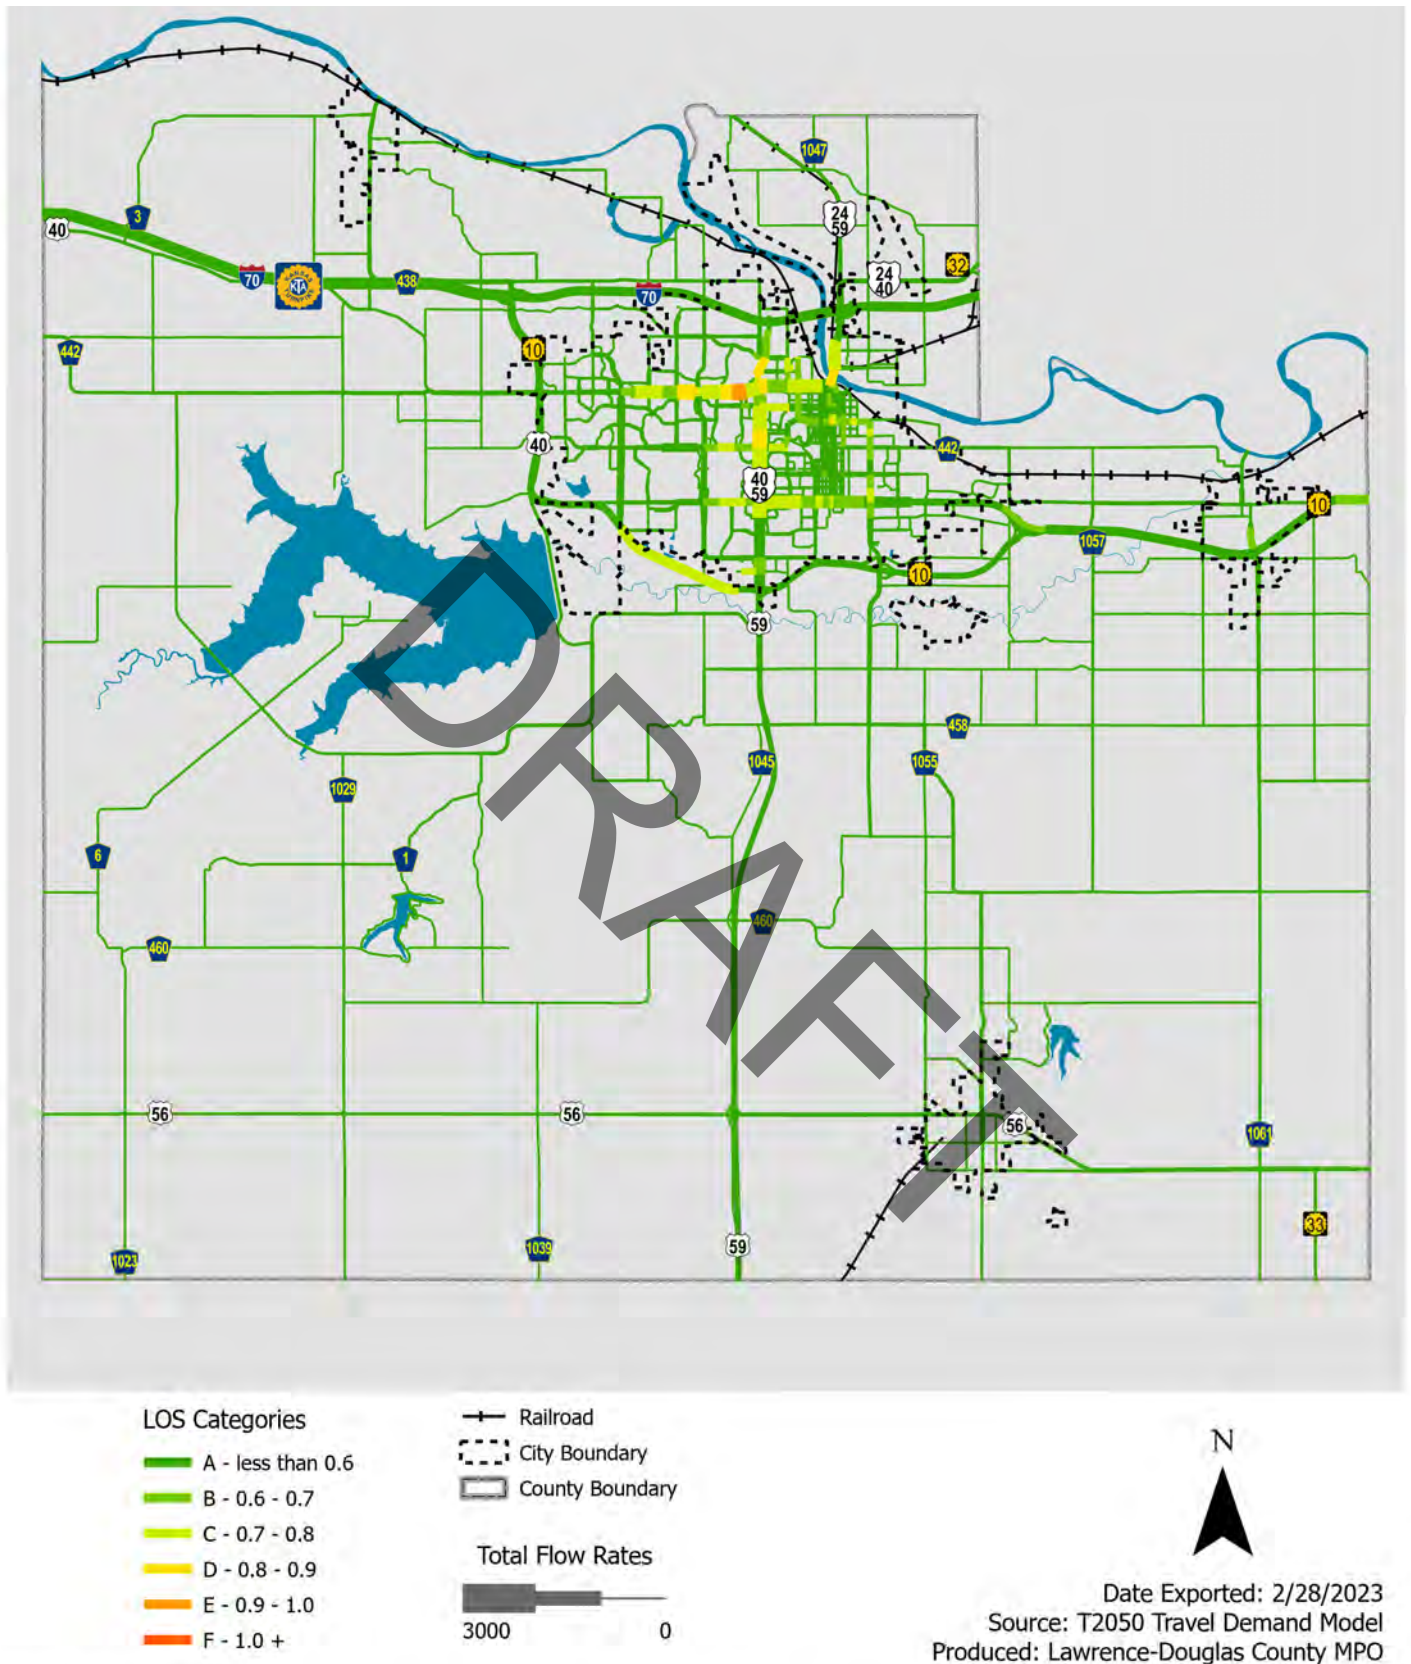 1047
3
24
59
40
32
24
40
70
KANSAS
KTA
TURNPIKE
438
70
10
442
40
442
40
59
10
1057
10
59
458
1045
1055
1029
6
1
460
460
56
56
56
1061
33
1023
1039
59
DRAFT
LOS Categories
A - less than 0.6
B - 0.6 - 0.7
C - 0.7 - 0.8
D - 0.8 - 0.9
E - 0.9 - 1.0
F - 1.0 +
Railroad
City Boundary
County Boundary
Total Flow Rates
3000 0
N
Date Exported: 2/28/2023
Source: T2050 Travel Demand Model
Produced: Lawrence-Douglas County MPO